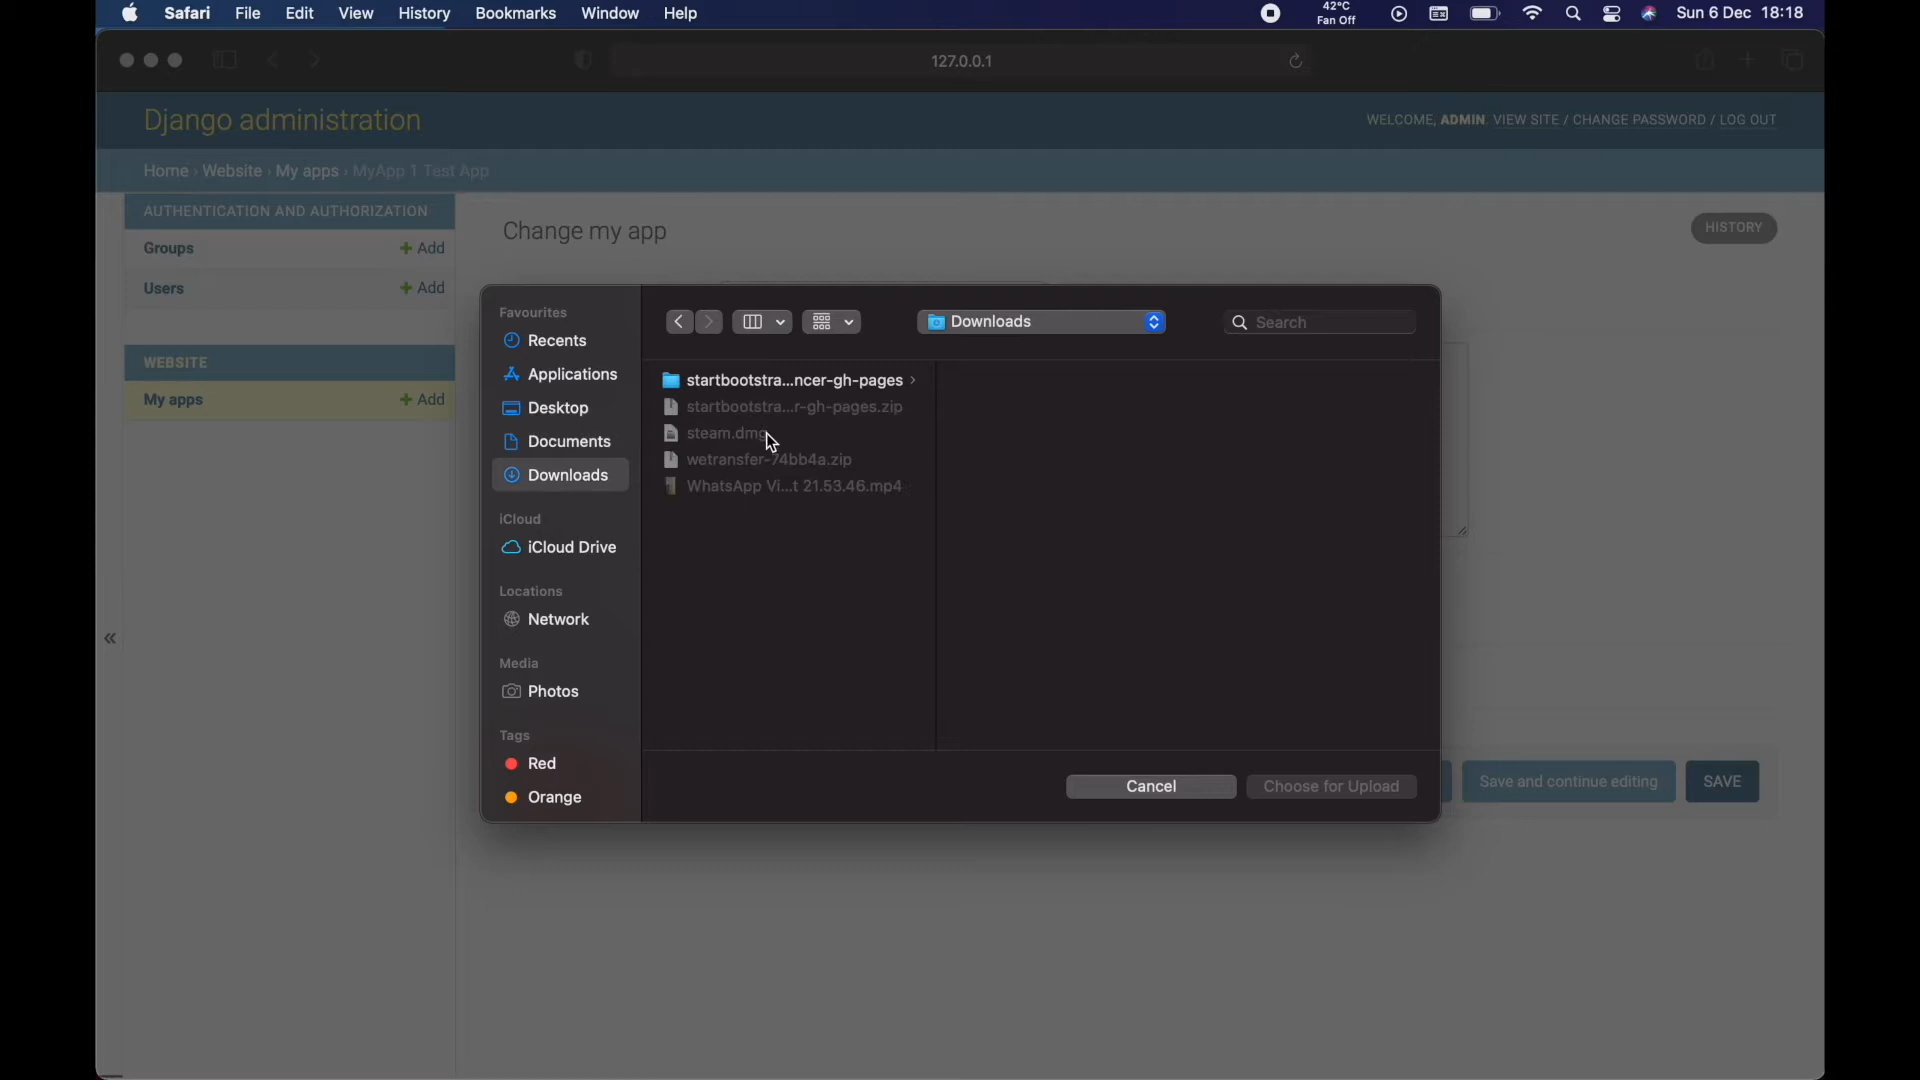 Safari File Edit View History Bookmarks Window Help 42°C Fan Off Sun 6 Dec 18:18
127.0.0.1
Django administration
WELCOME, ADMIN. VIEW SITE / CHANGE PASSWORD / LOG OUT
Home › Website › My apps › MyApp 1 Test App
AUTHENTICATION AND AUTHORIZATION
Groups + Add
Users + Add
WEBSITE
My apps + Add
«
Change my app
HISTORY
Favourites
Recents
Applications
Desktop
Documents
Downloads
iCloud
iCloud Drive
Locations
Network
Media
Photos
Tags
Red
Orange
Downloads
Search
startbootstra...ncer-gh-pages
startbootstra...r-gh-pages.zip
steam.dmg
wetransfer-74bb4a.zip
WhatsApp Vi...t 21.53.46.mp4
Cancel
Choose for Upload
Save and continue editing
SAVE